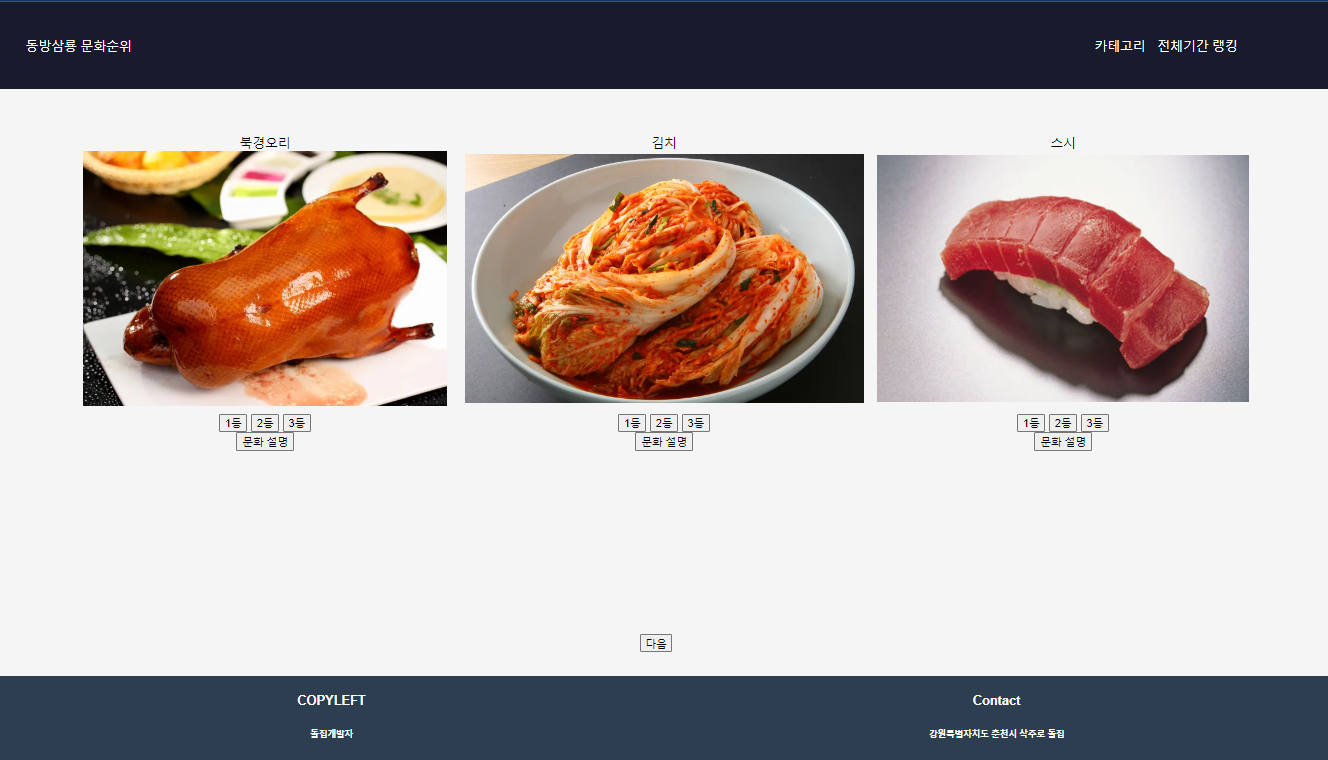 동방삼룡 문화순위
카테고리 전체기간 랭킹
북경오리
김치
스시
1등 2등 3등
문화 설명
1등 2등 3등
문화 설명
1등 2등 3등
문화 설명
다음
COPYLEFT
돌집개발자
Contact
강원특별자치도 춘천시 삭주로 돌집